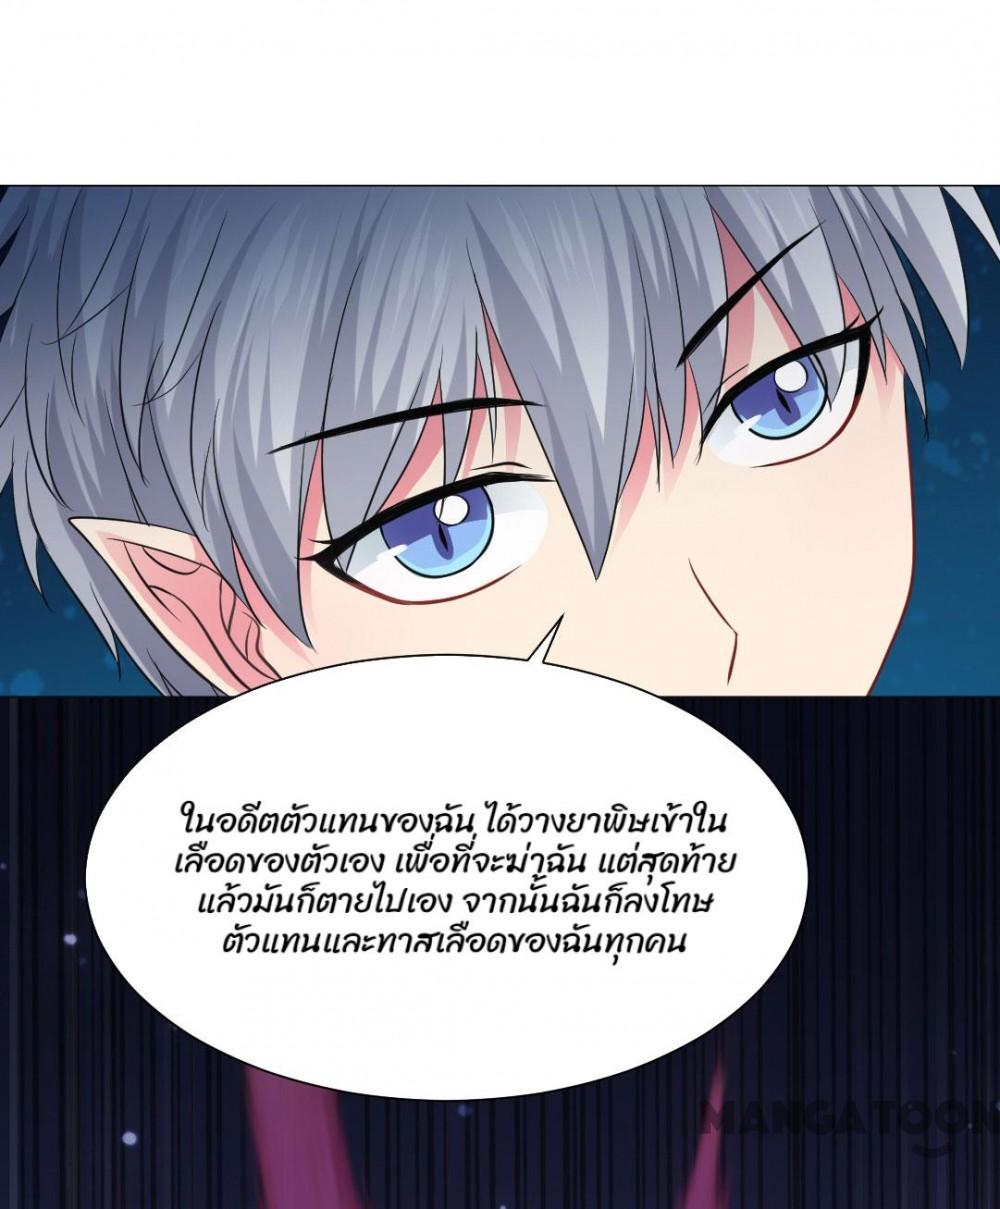 ในอดีตตัวแทนของฉัน ได้วางยาพิษเข้าใน
เลือดของตัวเอง เพื่อที่จะฆ่าฉัน แต่สุดท้าย
แล้วมันก็ตายไปเอง จากนั้นฉันก็ลงโทษ
ตัวแทนและทาสเลือดของฉันทุกคน
MANGATOON